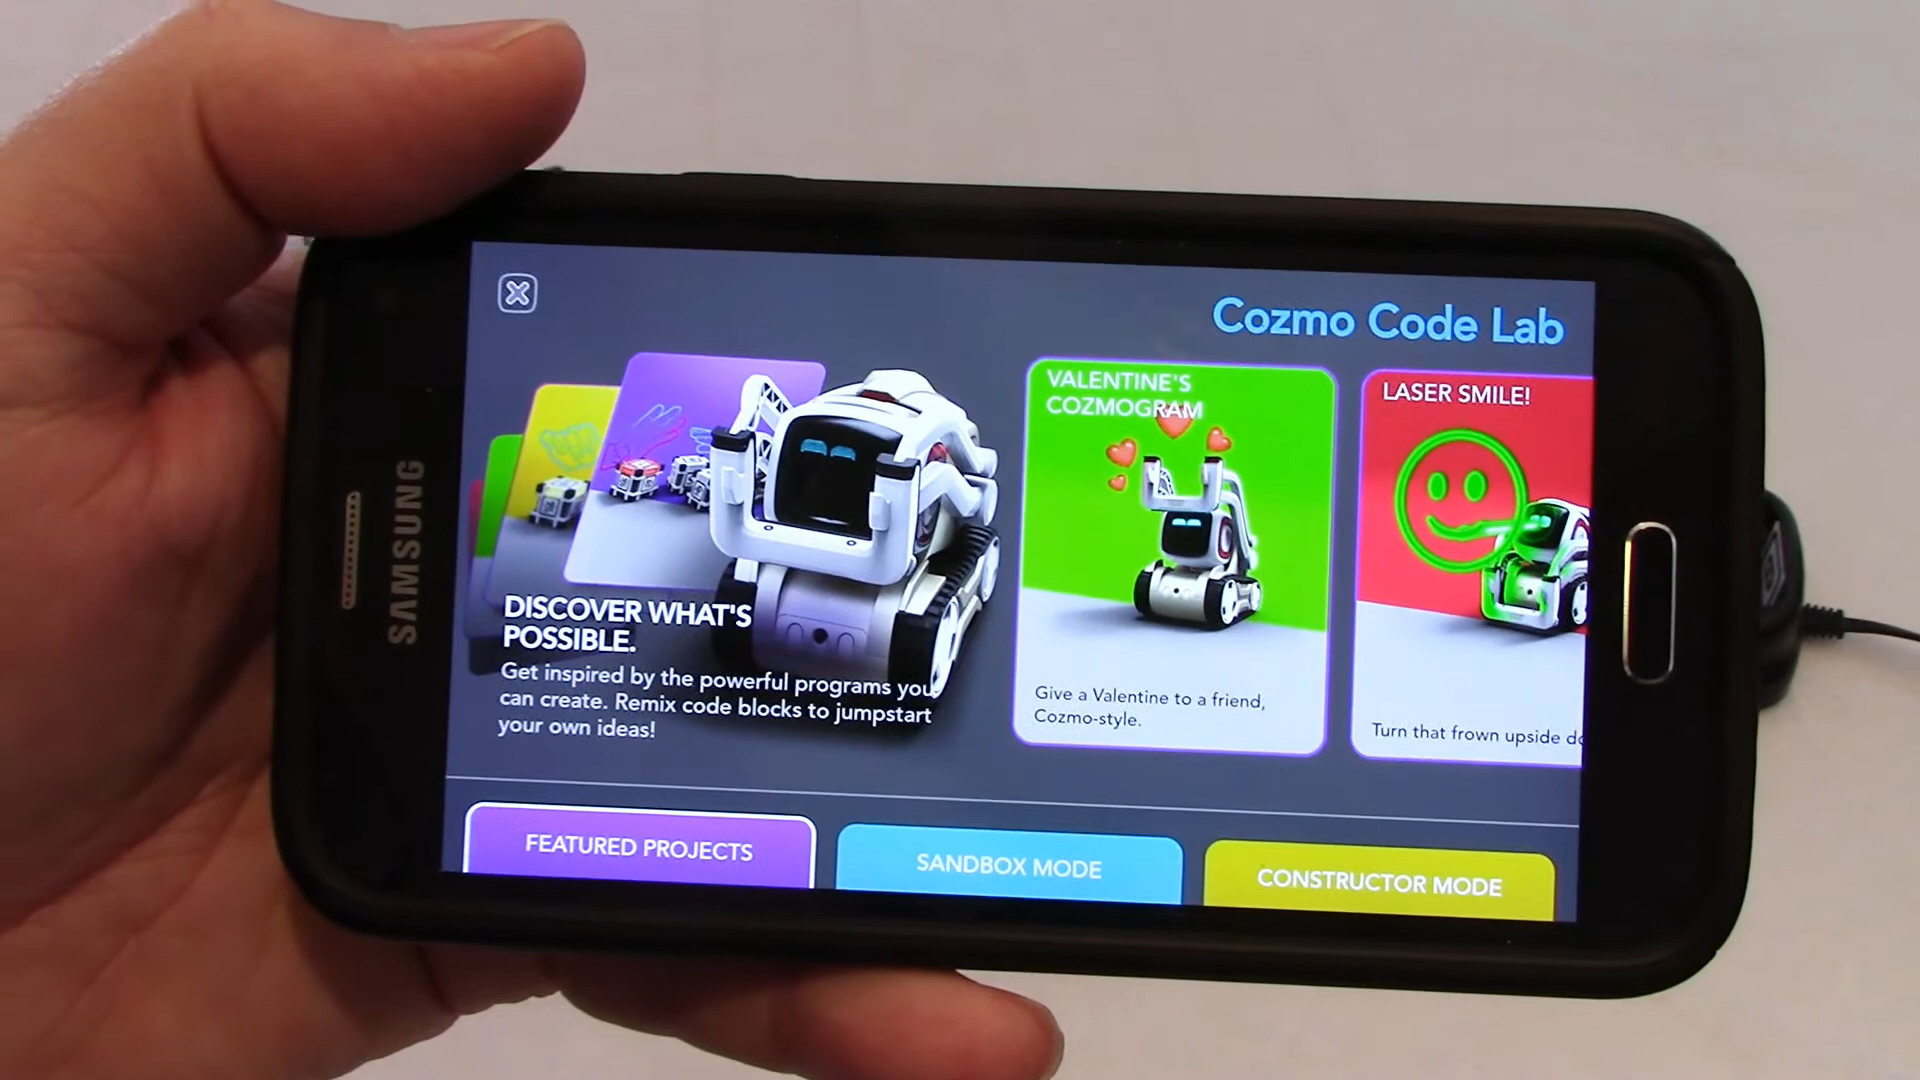 SAMSUNG
Cozmo Code Lab
DISCOVER WHAT'S
POSSIBLE.
Get inspired by the powerful programs you
can create. Remix code blocks to jumpstart
your own ideas!
VALENTINE'S
COZMOGRAM
Give a Valentine to a friend,
Cozmo-style.
LASER SMILE!
Turn that frown upside do
FEATURED PROJECTS
SANDBOX MODE
CONSTRUCTOR MODE